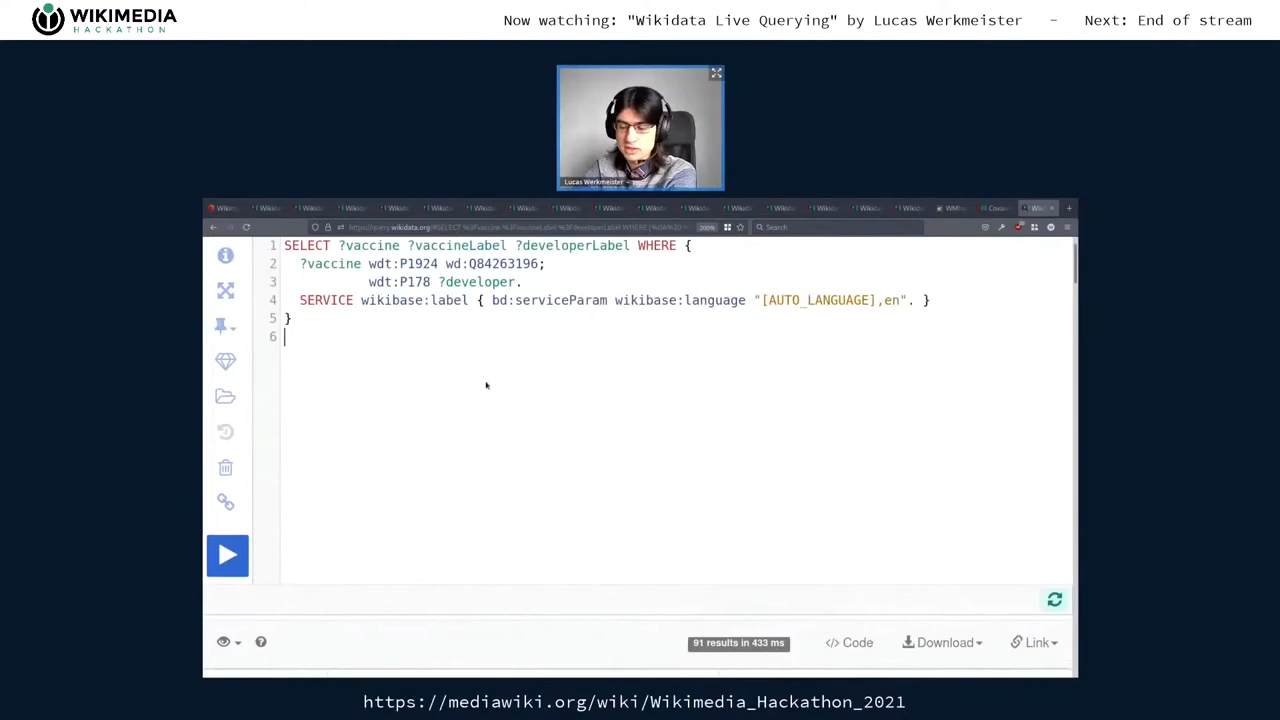 WIKIMEDIA
HACKATHON
Now watching: "Wikidata Live Querying" by Lucas Werkmeister - Next: End of stream
Lucas Werkmeister
Search
1 SELECT ?vaccine ?vaccineLabel ?developerLabel WHERE {
2 ?vaccine wdt:P1924 wd:Q84263196;
3 wdt:P178 ?developer.
4 SERVICE wikibase:label { bd:serviceParam wikibase:language "[AUTO_LANGUAGE],en". }
5 }
6
91 results in 433 ms
</> Code
Download
Link
https://mediawiki.org/wiki/Wikimedia_Hackathon_2021